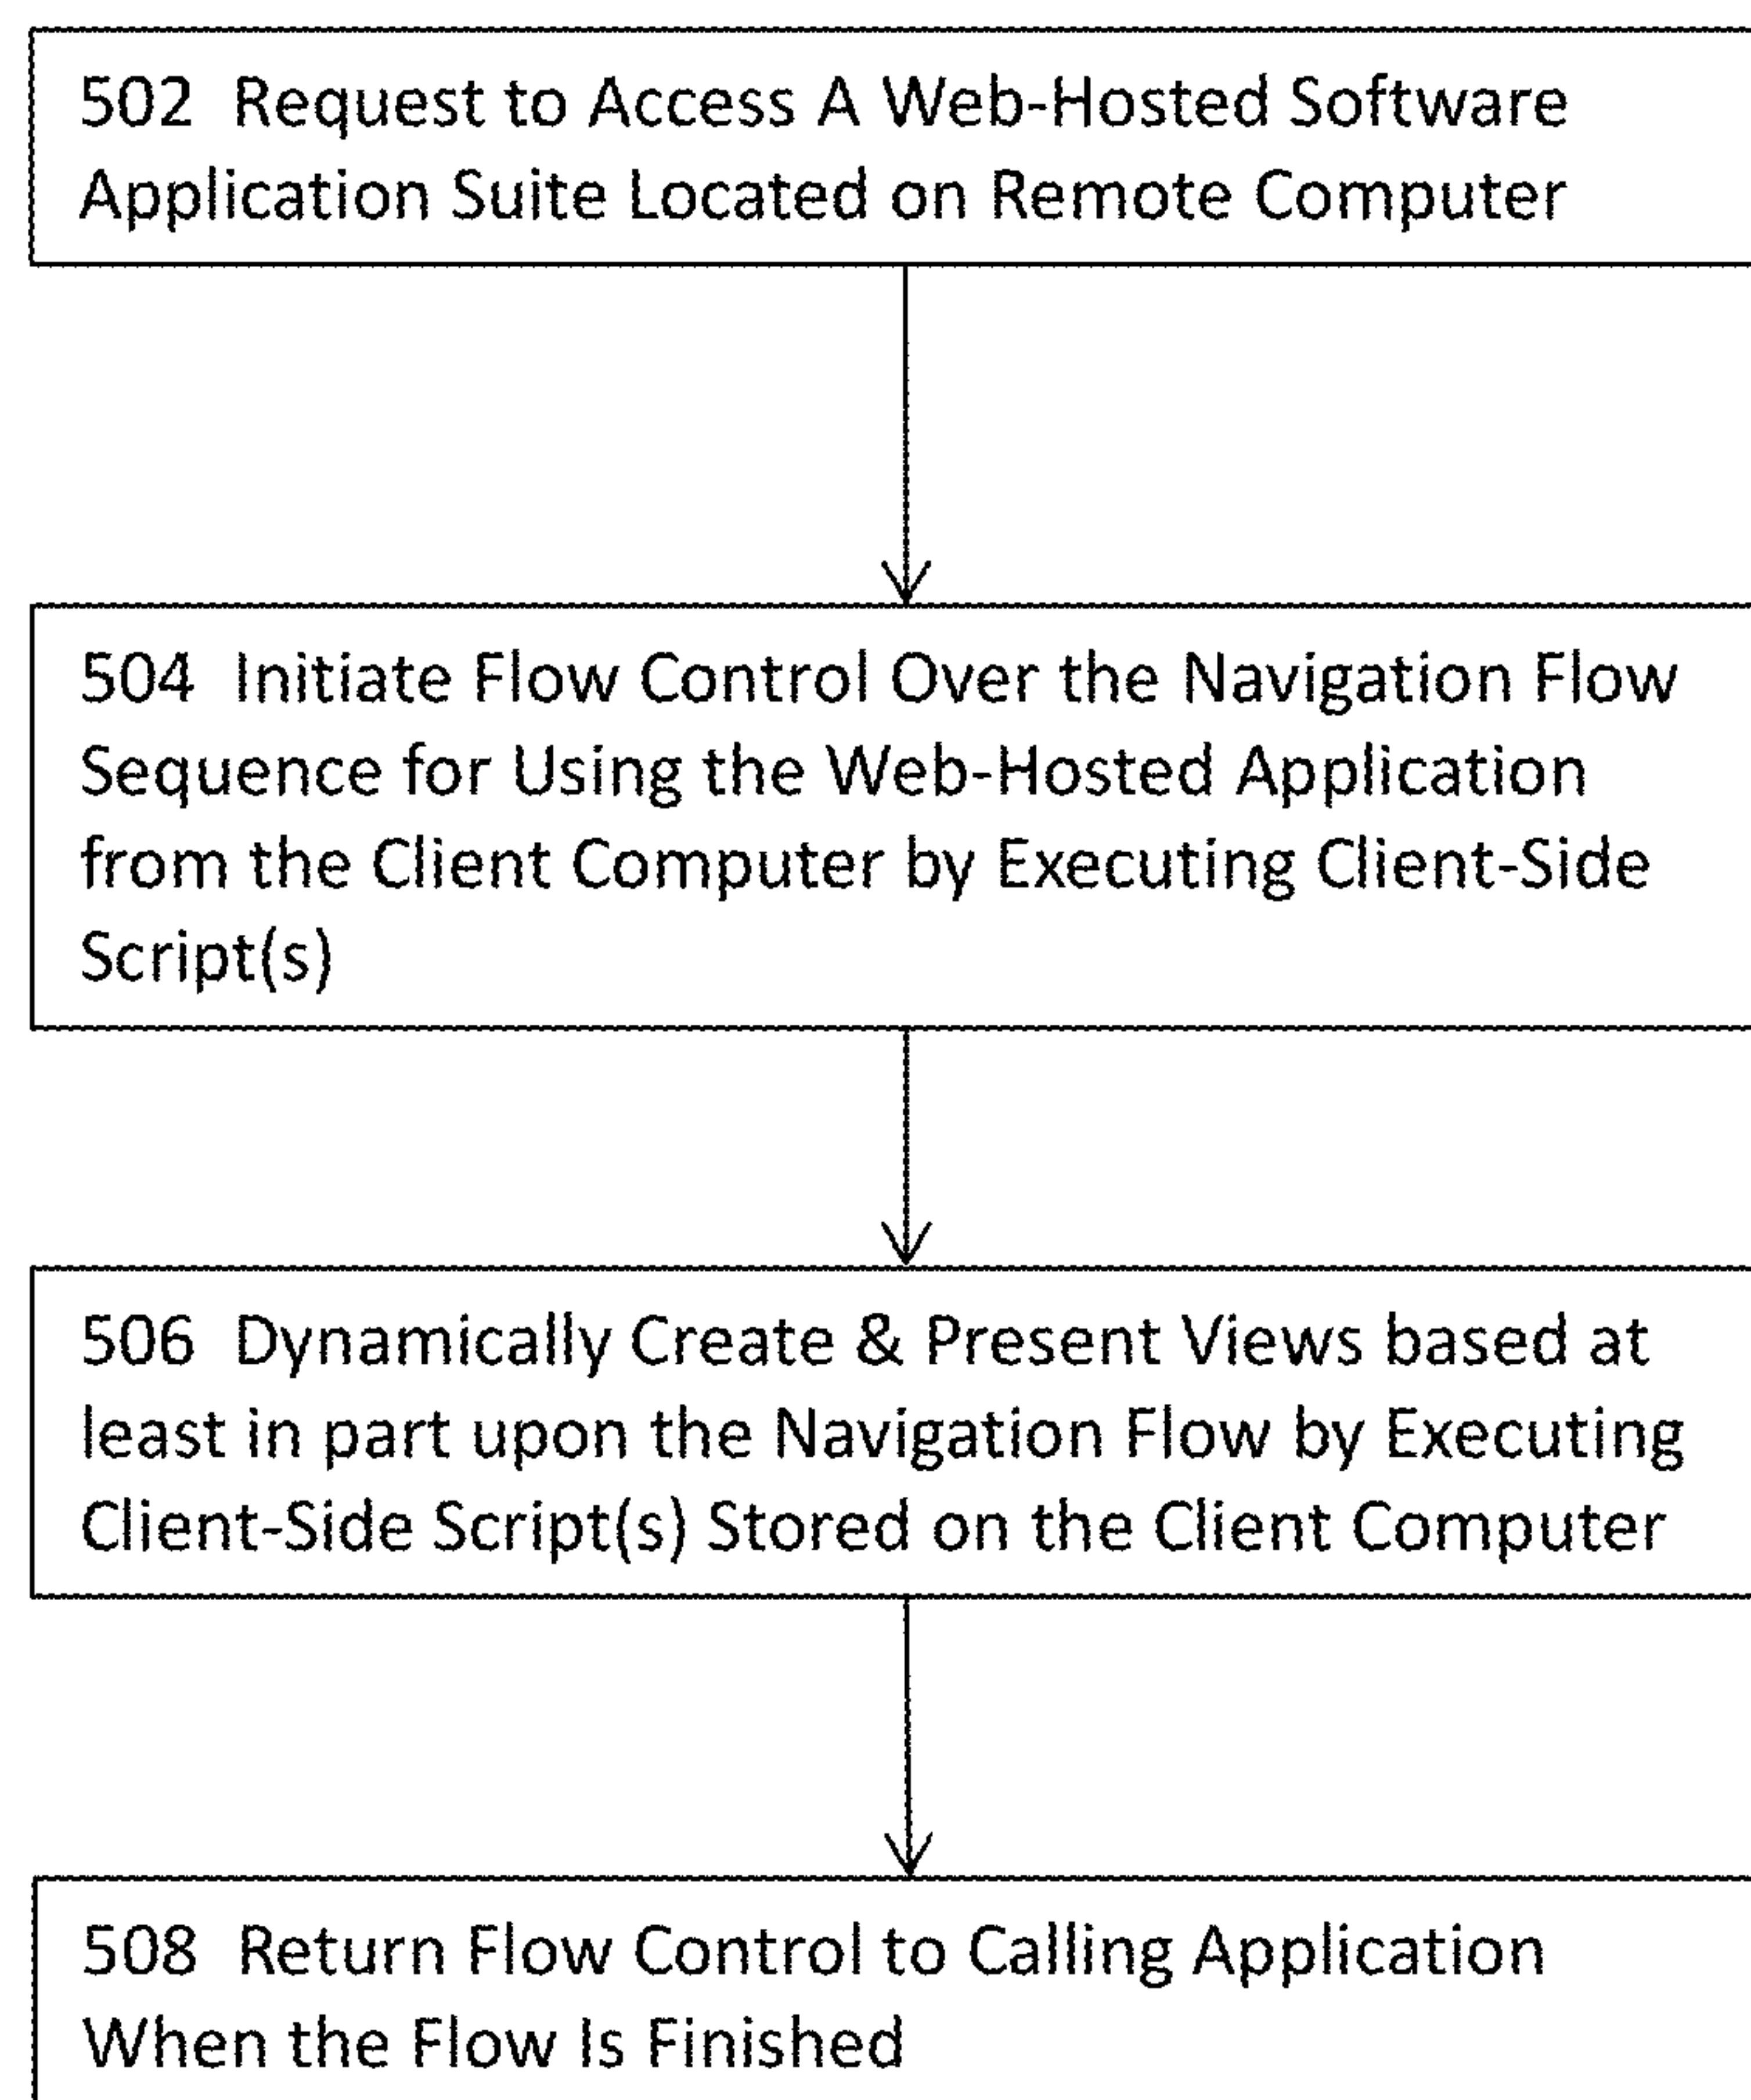 502 Request to Access A Web-Hosted Software
Application Suite Located on Remote Computer
504 Initiate Flow Control Over the Navigation Flow
Sequence for Using the Web-Hosted Application
from the Client Computer by Executing Client-Side
Script(s)
506 Dynamically Create & Present Views based at
least in part upon the Navigation Flow by Executing
Client-Side Script(s) Stored on the Client Computer
508 Return Flow Control to Calling Application
When the Flow Is Finished